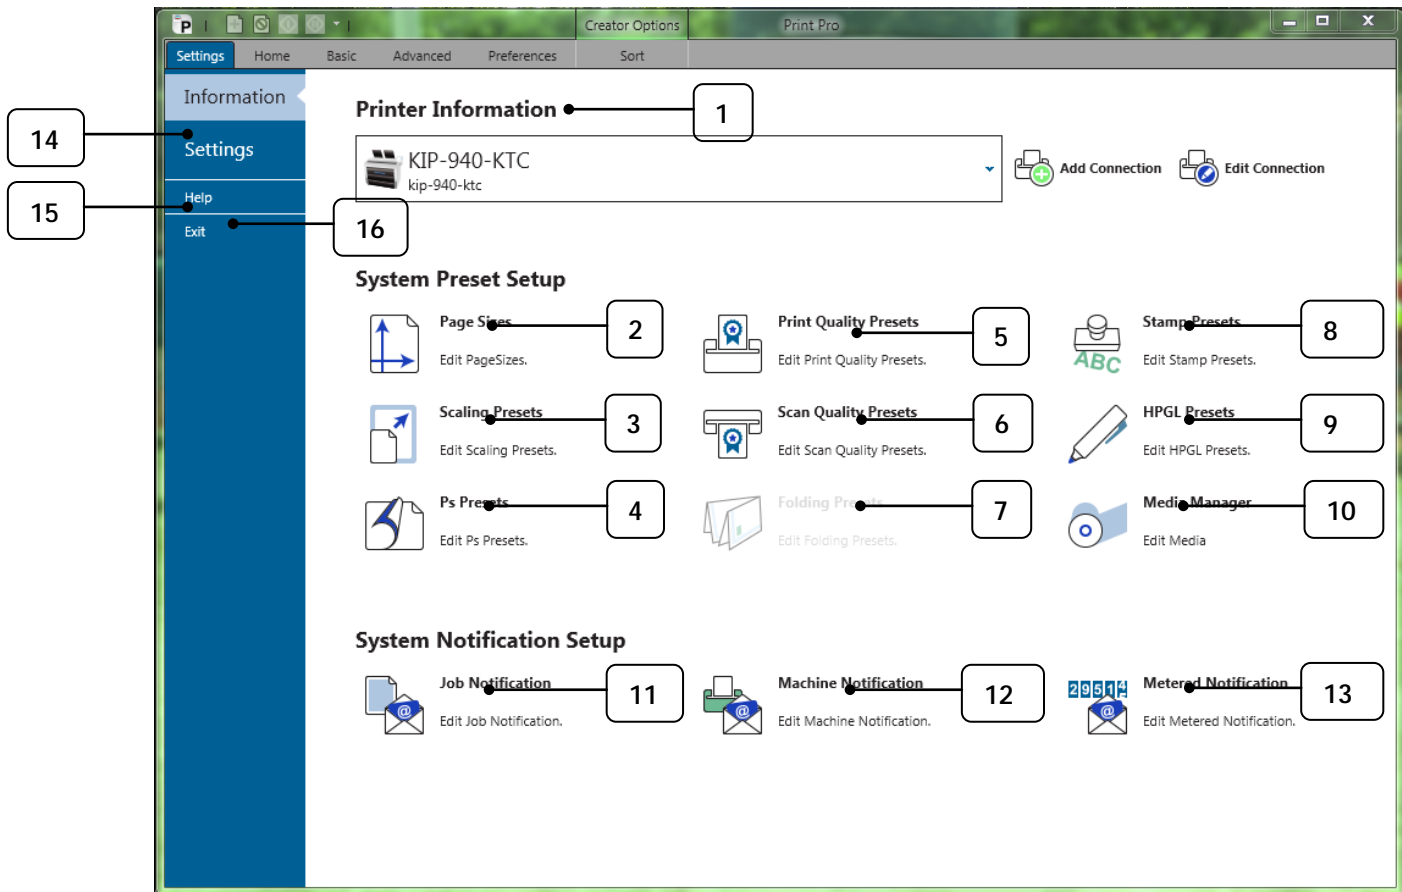 Creator Options
Print Pro
Settings Home Basic Advanced Preferences Sort
Information
Printer Information
1
14
Settings
KIP-940-KTC
kip-940-ktc
Add Connection
Edit Connection
15
Help
16
Exit
System Preset Setup
Page Sizes
2
Edit PageSizes.
Print Quality Presets
5
Edit Print Quality Presets.
Stamp Presets
8
ABC
Edit Stamp Presets.
Scaling Presets
3
Edit Scaling Presets.
Scan Quality Presets
6
Edit Scan Quality Presets.
HPGL Presets
9
Edit HPGL Presets.
Ps Presets
4
Edit Ps Presets.
Folding Presets
7
Edit Folding Presets.
Media Manager
10
Edit Media
System Notification Setup
Job Notification
11
@
Edit Job Notification.
Machine Notification
12
@
Edit Machine Notification.
Metered Notification
13
@
Edit Metered Notification.